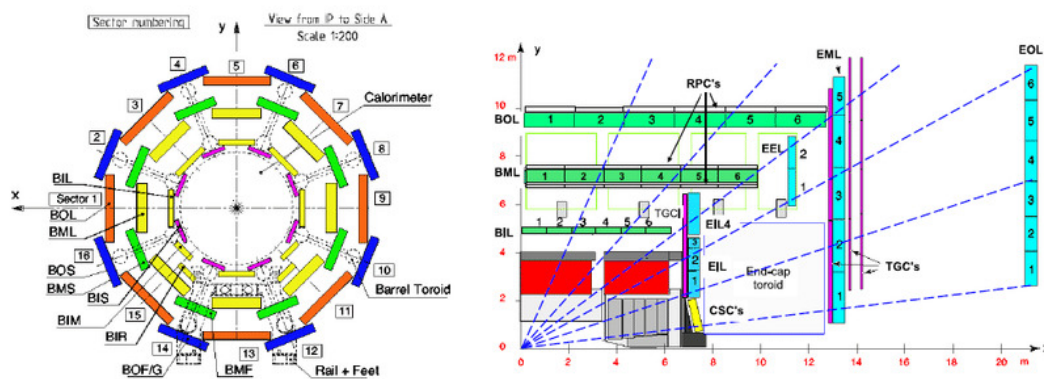 Sector numbering
y
View from IP to Side A
Scale 1:200
4
5
6
3
7
Calorimeter
2
8
BIL
x
Sector 1
9
BOL
BML
16
BOS
10
BMS
Barrel Toroid
BIS
BIM
15
11
BIR
14
13
12
BOF/G
BMF
Rail + Feet
y
12 m
EML
EOL
RPC's
6
5
10
BOL
1 2 3 4 5 6
5
4
EEL
2
8
BML
1 2 3 4 5 6
4
1
3
6
TGC
EIL4
3
BIL
1 2 3 4 5 6
4
3
2
EIL
End-cap
toroid
2
2
TGC's
1
1
2
CSC's
1
0
0 2 4 6 8 10 12 14 16 18 20 m